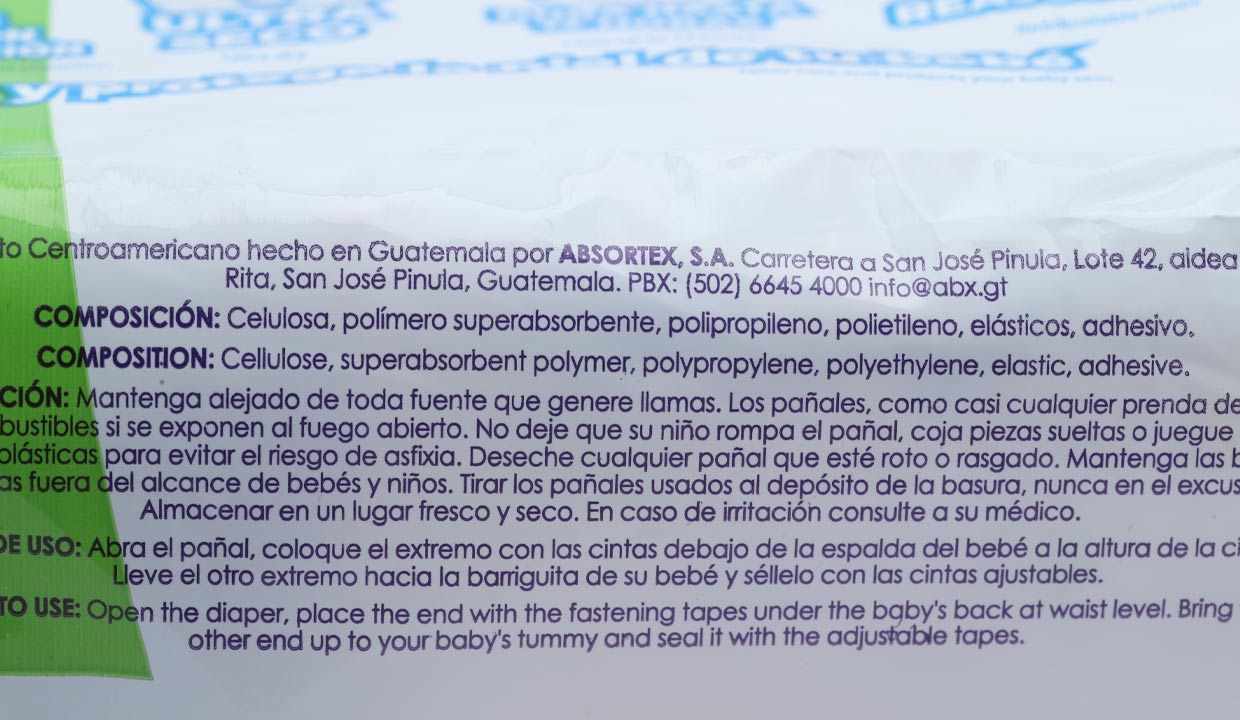 to Centroamericano hecho en Guatemala por ABSORTEX, S.A. Carretera a San José Pinula, Lote 42, aldea
Rita, San José Pinula, Guatemala. PBX: (502) 6645 4000 info@abx.gt
COMPOSICIÓN: Celulosa, polímero superabsorbente, polipropileno, polietileno, elásticos, adhesivo.
COMPOSITION: Cellulose, superabsorbent polymer, polypropylene, polyethylene, elastic, adhesive.
CIÓN: Mantenga alejado de toda fuente que genere llamas. Los pañales, como casi cualquier prenda de
bustibles si se exponen al fuego abierto. No deje que su niño rompa el pañal, coja piezas sueltas o juegue
plásticas para evitar el riesgo de asfixia. Deseche cualquier pañal que esté roto o rasgado. Mantenga las b
as fuera del alcance de bebés y niños. Tirar los pañales usados al depósito de la basura, nunca en el excus
Almacenar en un lugar fresco y seco. En caso de irritación consulte a su médico.
DE USO: Abra el pañal, coloque el extremo con las cintas debajo de la espalda del bebé a la altura de la ci
Lleve el otro extremo hacia la barriguita de su bebé y séllelo con las cintas ajustables.
TO USE: Open the diaper, place the end with the fastening tapes under the baby's back at waist level. Bring
other end up to your baby's tummy and seal it with the adjustable tapes.